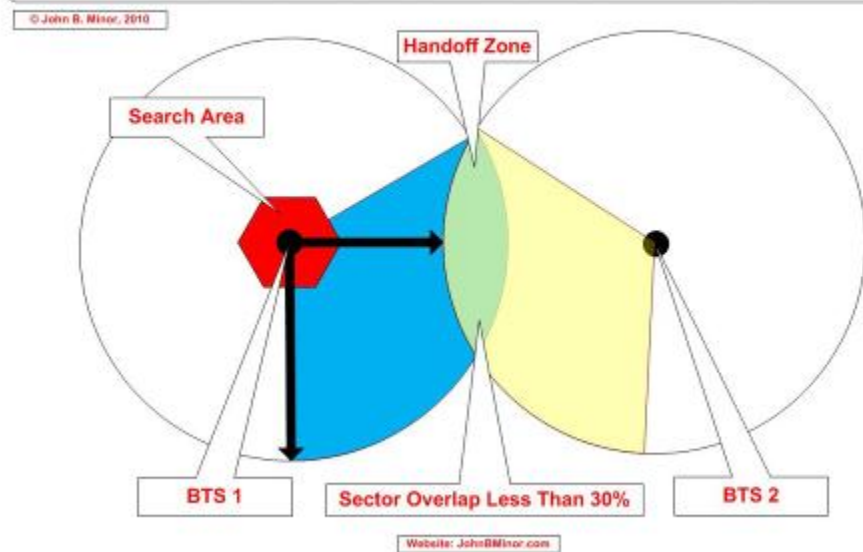 © John B. Minor, 2010
Handoff Zone
Search Area
BTS 1
Sector Overlap Less Than 30%
BTS 2
Website: JohnBMinor.com